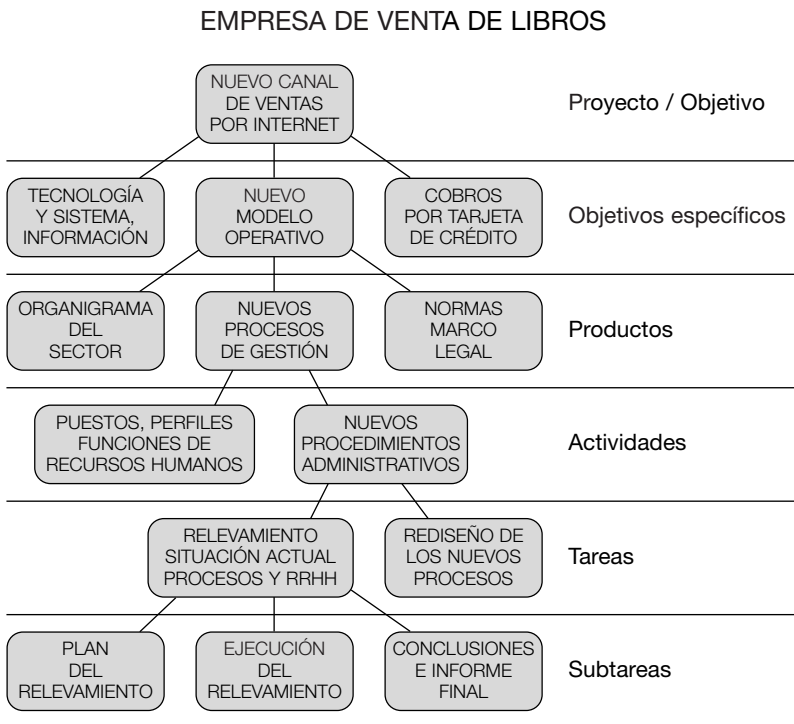 EMPRESA DE VENTA DE LIBROS
NUEVO CANAL
DE VENTAS
POR INTERNET
Proyecto / Objetivo
TECNOLOGÍA
Y SISTEMA,
INFORMACIÓN
NUEVO
MODELO
OPERATIVO
COBROS
POR TARJETA
DE CRÉDITO
Objetivos específicos
ORGANIGRAMA
DEL
SECTOR
NUEVOS
PROCESOS
DE GESTIÓN
NORMAS
MARCO
LEGAL
Productos
PUESTOS, PERFILES
FUNCIONES DE
RECURSOS HUMANOS
NUEVOS
PROCEDIMIENTOS
ADMINISTRATIVOS
Actividades
RELEVAMIENTO
SITUACIÓN ACTUAL
PROCESOS Y RRHH
REDISEÑO DE
LOS NUEVOS
PROCESOS
Tareas
PLAN
DEL
RELEVAMIENTO
EJECUCIÓN
DEL
RELEVAMIENTO
CONCLUSIONES
E INFORME
FINAL
Subtareas